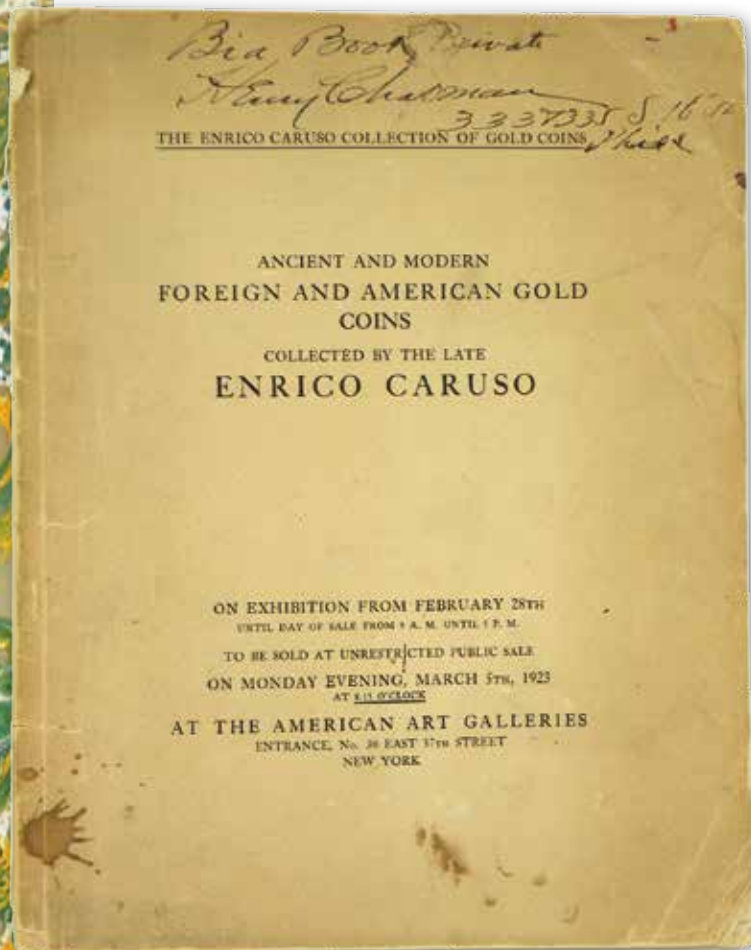 Bid Book Private
Henry Chapman
333 S 16 St
Phila
THE ENRICO CARUSO COLLECTION OF GOLD COINS
ANCIENT AND MODERN
FOREIGN AND AMERICAN GOLD
COINS
COLLECTED BY THE LATE
ENRICO CARUSO
ON EXHIBITION FROM FEBRUARY 28TH
UNTIL DAY OF SALE FROM 9 A. M. UNTIL P. M.
TO BE SOLD AT UNRESTRICTED PUBLIC SALE
ON MONDAY EVENING, MARCH 5TH, 1923
AT 8.15 O'CLOCK
AT THE AMERICAN ART GALLERIES
ENTRANCE, No. 30 EAST 57TH STREET
NEW YORK